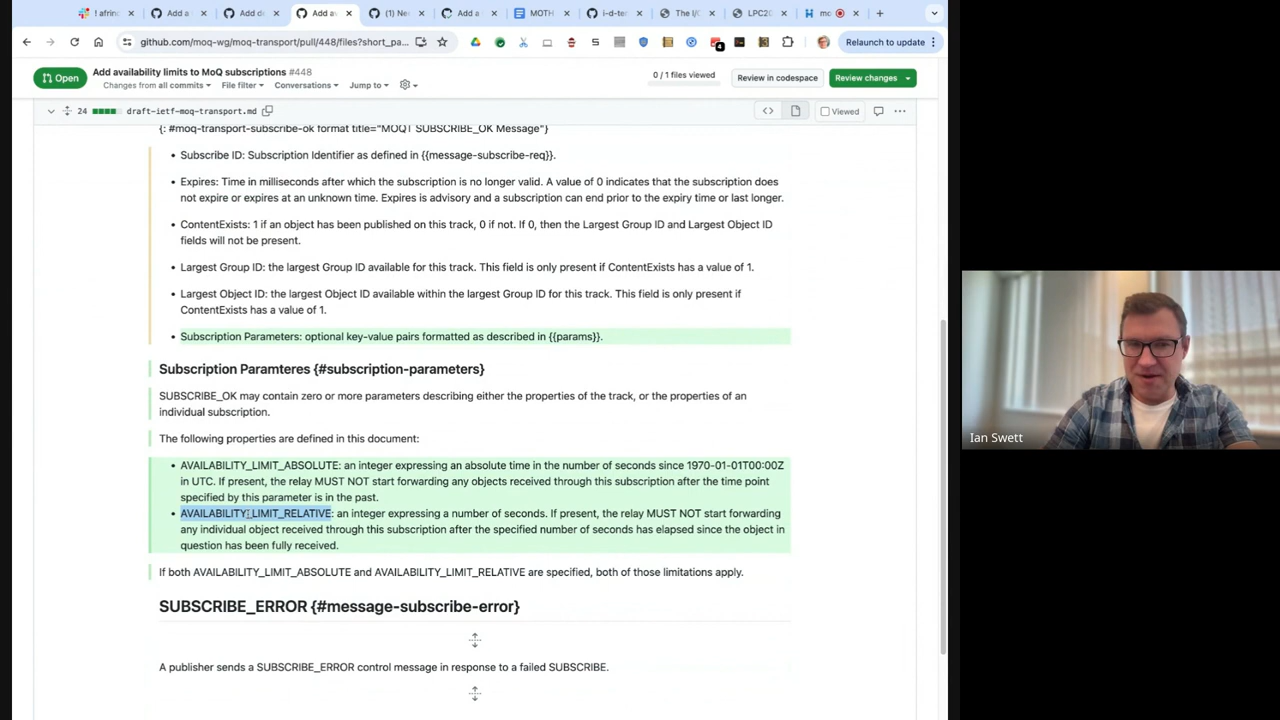 ! afrino
Add a
Add de
Add av
(1) Nee
Add a l
MOTH
i-d-ter
The I/O
LPC20
mo
github.com/moq-wg/moq-transport/pull/448/files?short_pa...
4
Relaunch to update
Open
Add availability limits to MoQ subscriptions #448
Changes from all commits
File filter
Conversations
Jump to
0 / 1 files viewed
Review in codespace
Review changes
24
draft-ietf-moq-transport.md
Viewed
{: #moq-transport-subscribe-ok format title="MOQT SUBSCRIBE_OK Message"}
• Subscribe ID: Subscription Identifier as defined in {{message-subscribe-req}}.
• Expires: Time in milliseconds after which the subscription is no longer valid. A value of 0 indicates that the subscription does
not expire or expires at an unknown time. Expires is advisory and a subscription can end prior to the expiry time or last longer.
• ContentExists: 1 if an object has been published on this track, 0 if not. If 0, then the Largest Group ID and Largest Object ID
fields will not be present.
• Largest Group ID: the largest Group ID available for this track. This field is only present if ContentExists has a value of 1.
• Largest Object ID: the largest Object ID available within the largest Group ID for this track. This field is only present if
ContentExists has a value of 1.
• Subscription Parameters: optional key-value pairs formatted as described in {{params}}.
Subscription Paramteres {#subscription-parameters}
SUBSCRIBE_OK may contain zero or more parameters describing either the properties of the track, or the properties of an
individual subscription.
The following properties are defined in this document:
• AVAILABILITY_LIMIT_ABSOLUTE: an integer expressing an absolute time in the number of seconds since 1970-01-01T00:00Z
in UTC. If present, the relay MUST NOT start forwarding any objects received through this subscription after the time point
specified by this parameter is in the past.
• AVAILABILITY_LIMIT_RELATIVE: an integer expressing a number of seconds. If present, the relay MUST NOT start forwarding
any individual object received through this subscription after the specified number of seconds has elapsed since the object in
question has been fully received.
If both AVAILABILITY_LIMIT_ABSOLUTE and AVAILABILITY_LIMIT_RELATIVE are specified, both of those limitations apply.
SUBSCRIBE_ERROR {#message-subscribe-error}
A publisher sends a SUBSCRIBE_ERROR control message in response to a failed SUBSCRIBE.
Ian Swett